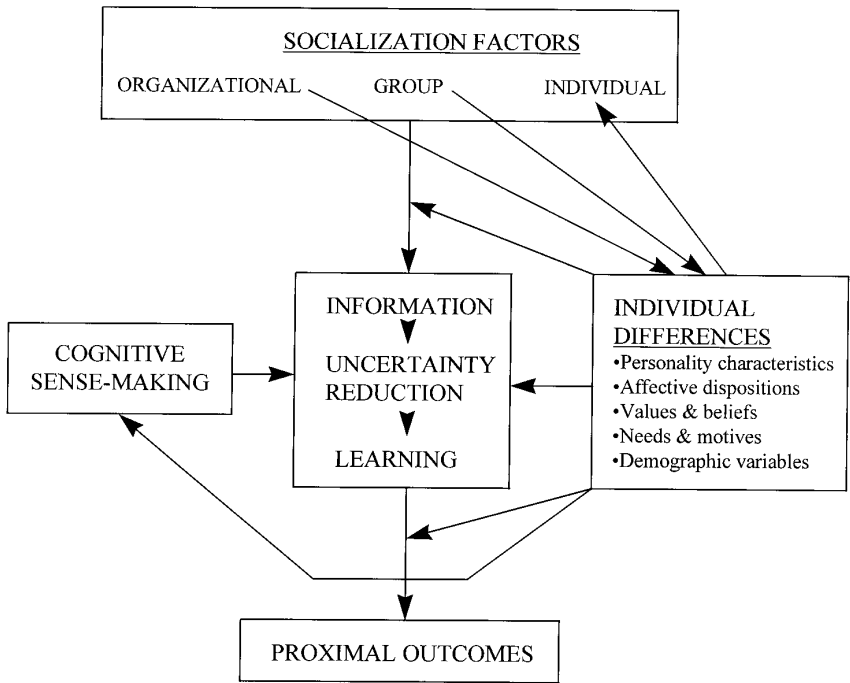 SOCIALIZATION FACTORS
ORGANIZATIONAL GROUP INDIVIDUAL
INFORMATION
UNCERTAINTY
REDUCTION
LEARNING
COGNITIVE
SENSE-MAKING
INDIVIDUAL
DIFFERENCES
•Personality characteristics
•Affective dispositions
•Values & beliefs
•Needs & motives
•Demographic variables
PROXIMAL OUTCOMES